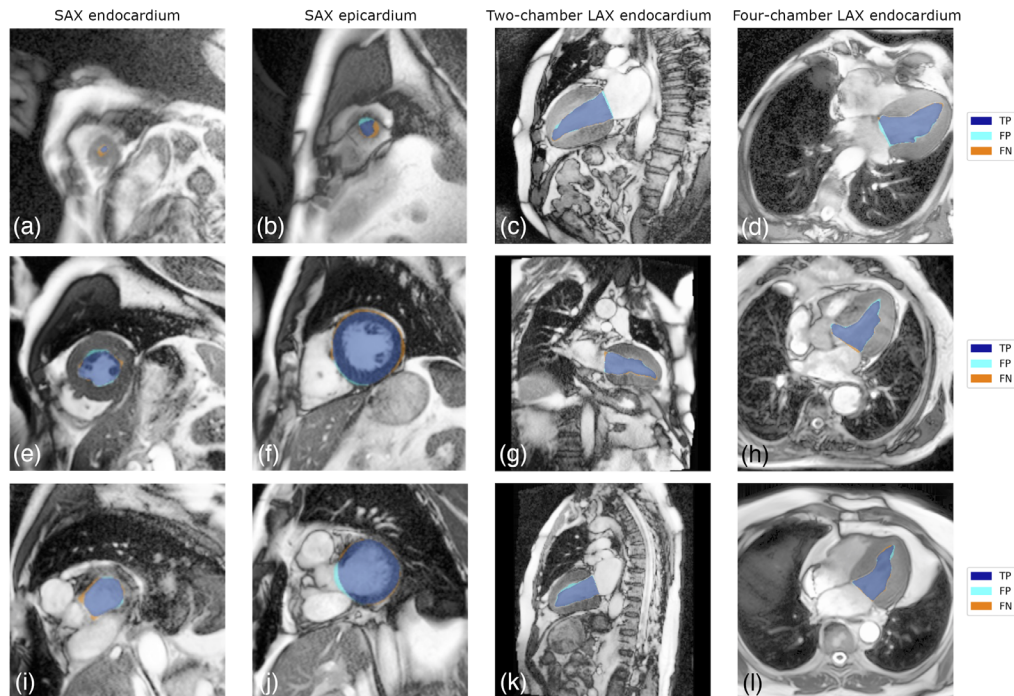 SAX endocardium
SAX epicardium
Two-chamber LAX endocardium
Four-chamber LAX endocardium
(a)
(b)
(c)
(d)
TP
FP
FN
(e)
(f)
(g)
(h)
TP
FP
FN
(i)
(j)
(k)
(l)
TP
FP
FN